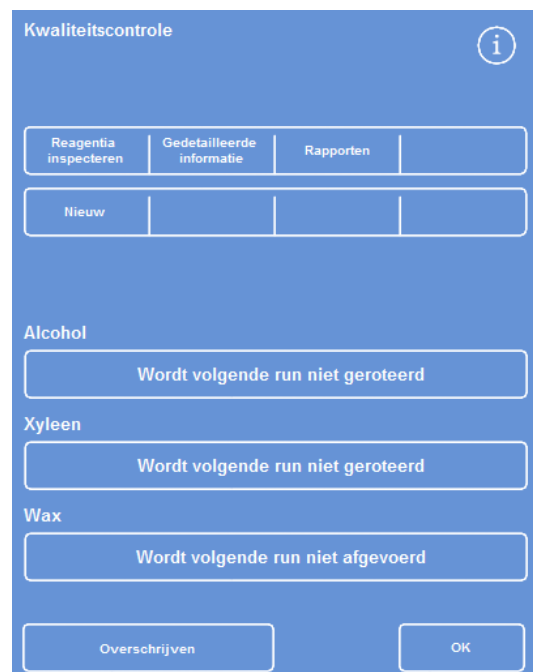 Kwaliteitscontrole
i
Reagentia
inspecteren
Gedetailleerde
informatie
Rapporten
Nieuw
Alcohol
Wordt volgende run niet geroteerd
Xyleen
Wordt volgende run niet geroteerd
Wax
Wordt volgende run niet afgevoerd
Overschrijven
OK